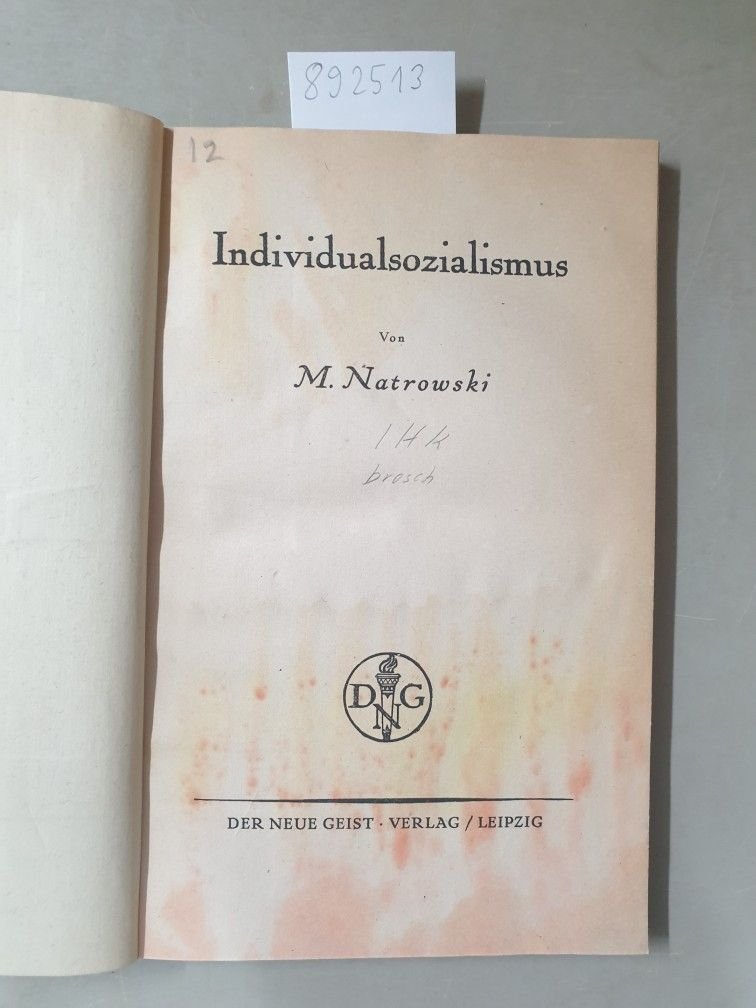 892513
12
Individualsozialismus
Von
M. Natrowski
IHK
brosch
DNG
DER NEUE GEIST · VERLAG / LEIPZIG